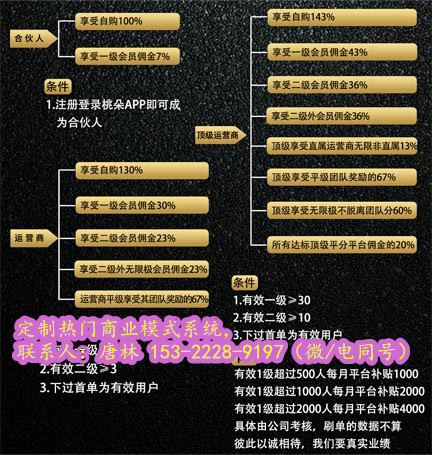 合伙人
享受自购100%
享受一级会员佣金7%
条件
1.注册登录桃朵APP即可成
为合伙人
运营商
享受自购130%
享受一级会员佣金30%
享受二级会员佣金23%
享受二级外无限极会员佣金23%
运营商平级享受其团队奖励的67%
2.有效二级≥3
3.下过首单为有效用户
顶级运营商
享受自购143%
享受一级会员佣金43%
享受二级会员佣金36%
享受二级外会员佣金36%
顶级享受直属运营商无限非直属13%
顶级享受平级团队奖励的67%
顶级享受无限极不脱离团队分60%
所有达标顶级平分平台佣金的20%
条件
1.有效一级≥30
2.有效二级≥10
3.下过首单为有效用户
有效1级超过500人每月平台补贴1000
有效1级超过1000人每月平台补贴2000
有效1级超过2000人每月平台补贴4000
具体由公司考核，刷单的数据不算
彼此以诚相待，我们要真实业绩
定制热门商业模式系统，
联系人：唐林 153-2228-9197（微/电同号）